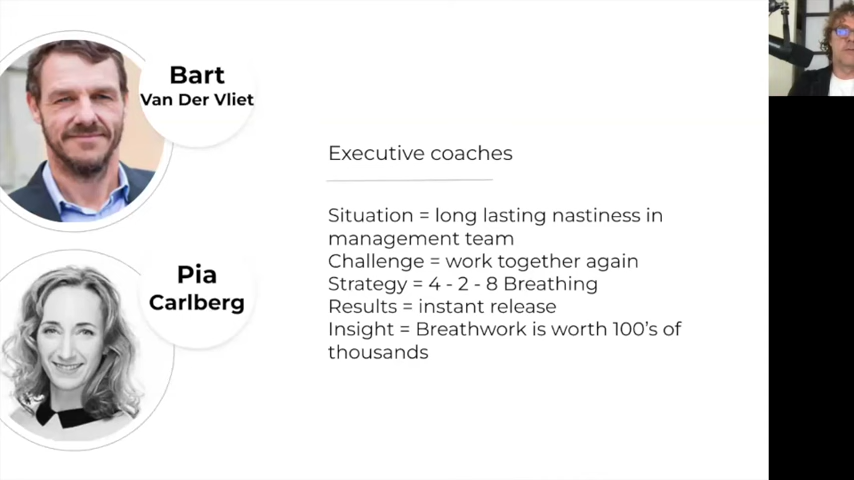 Bart
Van Der Vliet
Executive coaches
Situation = long lasting nastiness in
management team
Challenge = work together again
Strategy = 4 - 2 - 8 Breathing
Results = instant release
Insight = Breathwork is worth 100's of
thousands
Pia
Carlberg